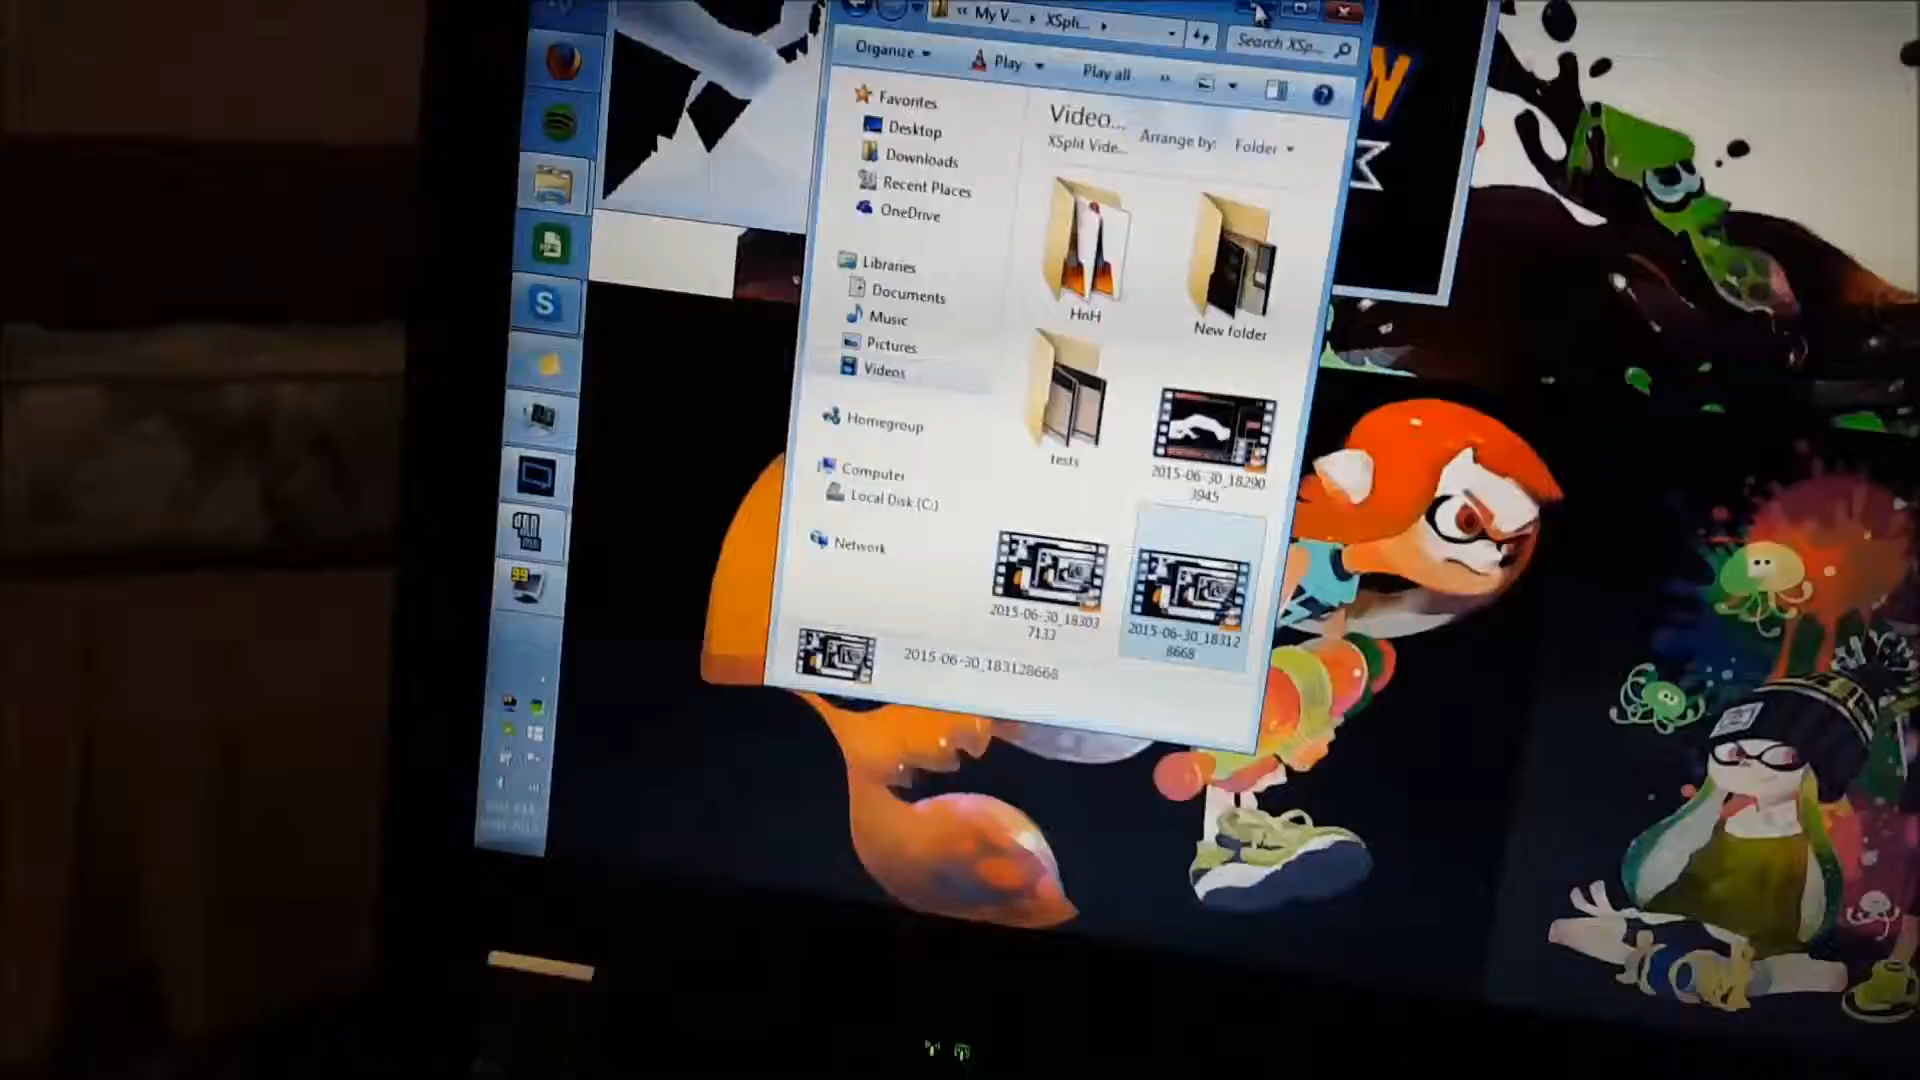 « My V... ▸ XSpli... ▸
Search XSp...
Organize Play Play all »
Favorites
Desktop
Downloads
Recent Places
OneDrive
Libraries
Documents
Music
Pictures
Videos
Homegroup
Computer
Local Disk (C:)
Network
Video...
XSplit Vide...
Arrange by: Folder
HnH
New folder
tests
2015-06-30_18290
3945
2015-06-30_18303
7133
2015-06-30_18312
8668
2015-06-30_183128668
N
M
S
99